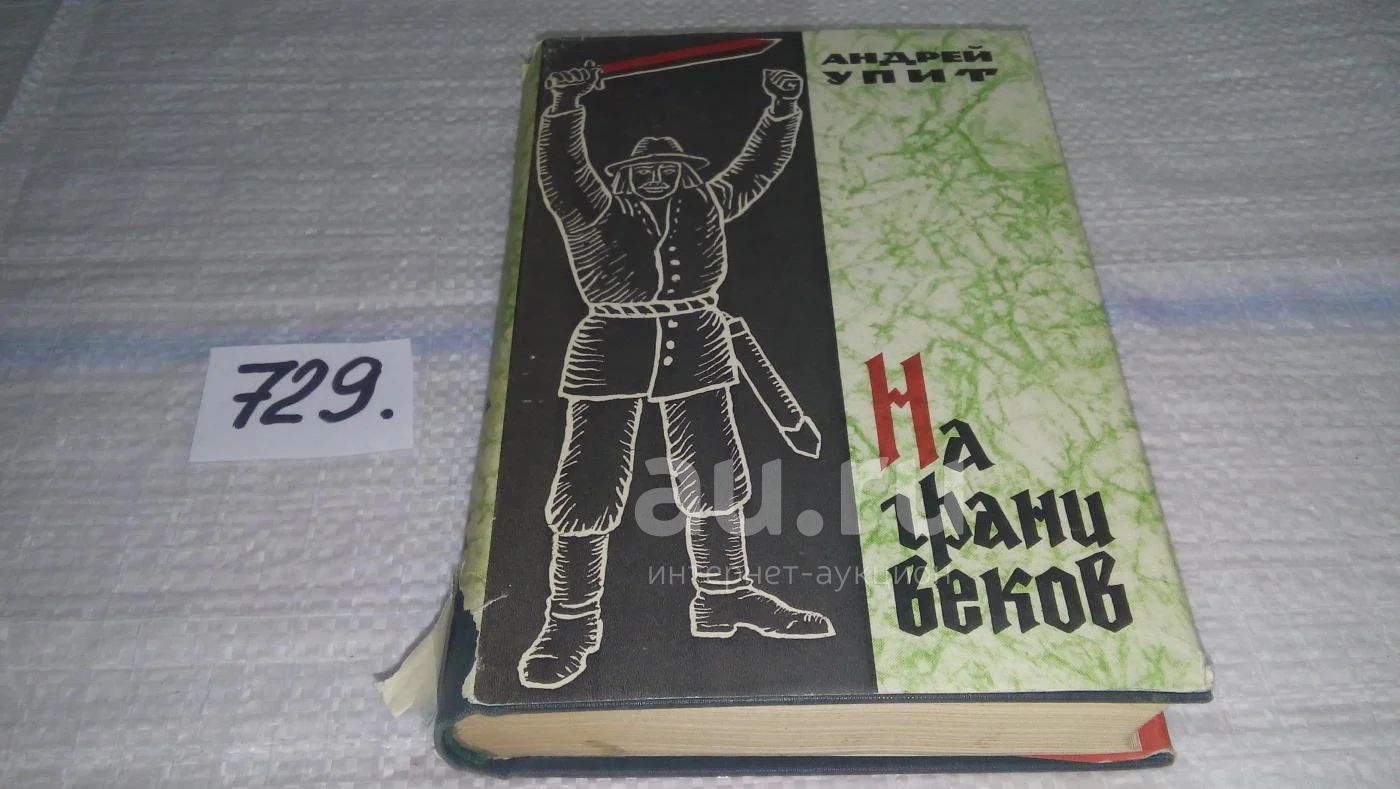 АНДРЕЙ
УПИТ
На
грани
веков
729.
au.ru
интернет-аукцион